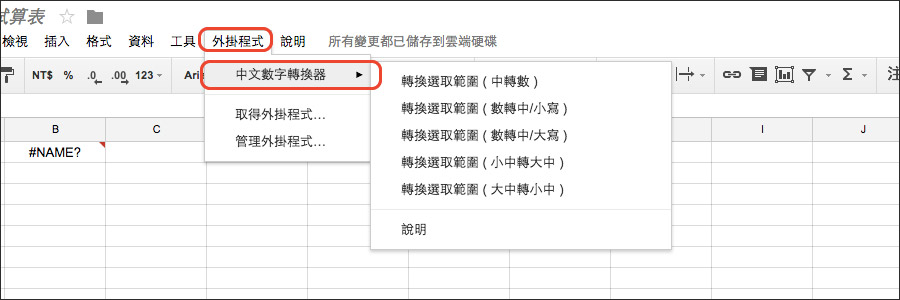 試算表
檢視 插入 格式 資料 工具 外掛程式 說明 所有變更都已儲存到雲端硬碟
NT$ % .0 .00 123 Aria 中文數字轉換器 Σ 注
轉換選取範圍 ( 中轉數 )
轉換選取範圍 ( 數轉中/小寫 )
取得外掛程式...
B C I J
轉換選取範圍 ( 數轉中/大寫 )
管理外掛程式...
#NAME?
轉換選取範圍 ( 小中轉大中 )
轉換選取範圍 ( 大中轉小中 )
說明